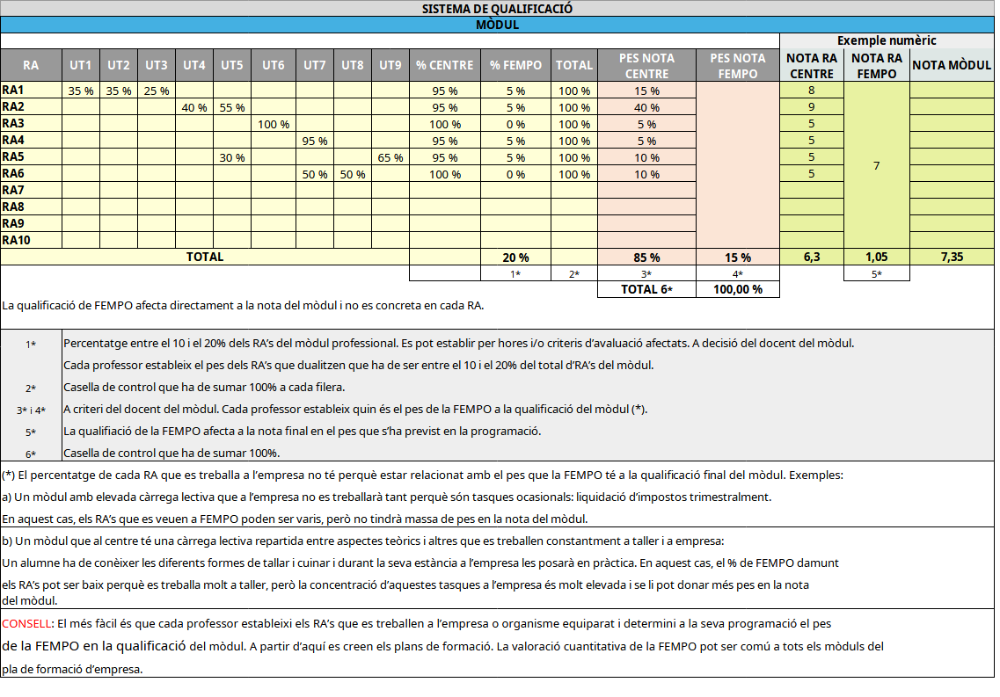 SISTEMA DE QUALIFICACIÓ
MÒDUL
Exemple numèric
RA UT1 UT2 UT3 UT4 UT5 UT6 UT7 UT8 UT9 % CENTRE % FEMPO TOTAL PES NOTA CENTRE PES NOTA FEMPO NOTA RA CENTRE NOTA RA FEMPO NOTA MÒDUL
RA1 35 % 35 % 25 % 95 % 5 % 100 % 15 % 8
RA2 40 % 55 % 95 % 5 % 100 % 40 % 9
RA3 100 % 100 % 0 % 100 % 5 % 5
RA4 95 % 95 % 5 % 100 % 5 % 5
RA5 30 % 65 % 95 % 5 % 100 % 10 % 5
7
RA6 50 % 50 % 100 % 0 % 100 % 10 % 5
RA7
RA8
RA9
RA10
TOTAL 20 % 85 % 15 % 6,3 1,05 7,35
1* 2* 3* 4* 5*
TOTAL 6* 100,00 %
La qualificació de FEMPO afecta directament a la nota del mòdul i no es concreta en cada RA.
1* Percentatge entre el 10 i el 20% dels RA’s del mòdul professional. Es pot establir per hores i/o criteris d’avaluació afectats. A decisió del docent del mòdul.
Cada professor estableix el pes dels RA’s que dualitzen que ha de ser entre el 10 i el 20% del total d’RA’s del mòdul.
2* Casella de control que ha de sumar 100% a cada filera.
3* i 4* A criteri del docent del mòdul. Cada professor estableix quin és el pes de la FEMPO a la qualificació del mòdul (*).
5* La qualifiació de la FEMPO afecta a la nota final en el pes que s’ha previst en la programació.
6* Casella de control que ha de sumar 100%.
(*) El percentatge de cada RA que es treballa a l’empresa no té perquè estar relacionat amb el pes que la FEMPO té a la qualificació final del mòdul. Exemples:
a) Un mòdul amb elevada càrrega lectiva que a l’empresa no es treballarà tant perquè són tasques ocasionals: liquidació d’impostos trimestralment.
En aquest cas, els RA’s que es veuen a FEMPO poden ser varis, però no tindrà massa de pes en la nota del mòdul.
b) Un mòdul que al centre té una càrrega lectiva repartida entre aspectes teòrics i altres que es treballen constantment a taller i a empresa:
Un alumne ha de conèixer les diferents formes de tallar i cuinar i durant la seva estància a l’empresa les posarà en pràctica. En aquest cas, el % de FEMPO damunt
els RA’s pot ser baix perquè es treballa molt a taller, però la concentració d’aquestes tasques a l’empresa és molt elevada i se li pot donar més pes en la nota
del mòdul.
CONSELL: El més fàcil és que cada professor estableixi els RA’s que es treballen a l’empresa o organisme equiparat i determini a la seva programació el pes
de la FEMPO en la qualificació del mòdul. A partir d’aquí es creen els plans de formació. La valoració cuantitativa de la FEMPO pot ser comú a tots els mòduls del
pla de formació d’empresa.